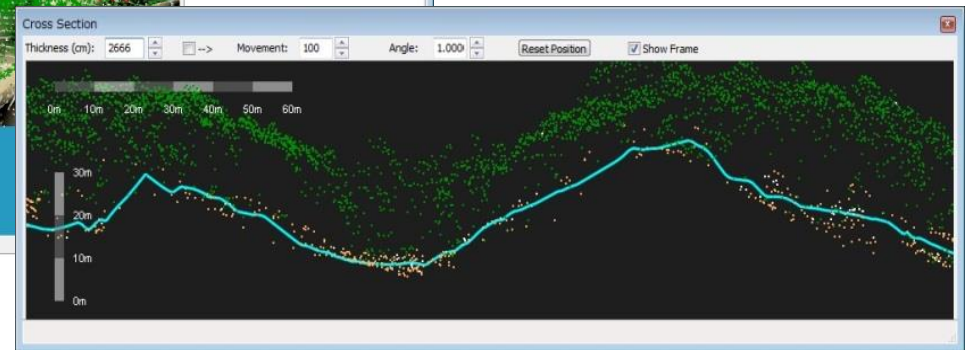 Cross Section
Thickness (cm): 2666 --> Movement: 100 Angle: 1.000 Reset Position Show Frame
0m 10m 20m 30m 40m 50m 60m
30m
20m
10m
0m